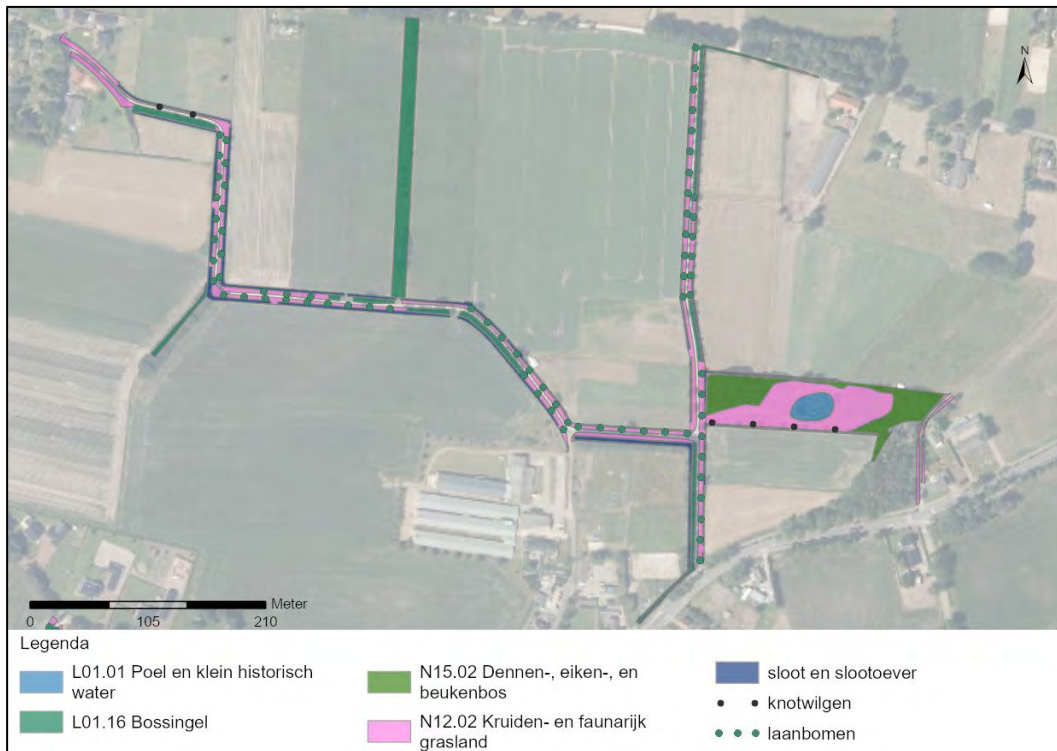 N
Meter
0 105 210
Legenda
L01.01 Poel en klein historisch
water
L01.16 Bossingel
N15.02 Dennen-, eiken-, en
beukenbos
N12.02 Kruiden- en faunarijk
grasland
sloot en slootoever
knotwilgen
laanbomen